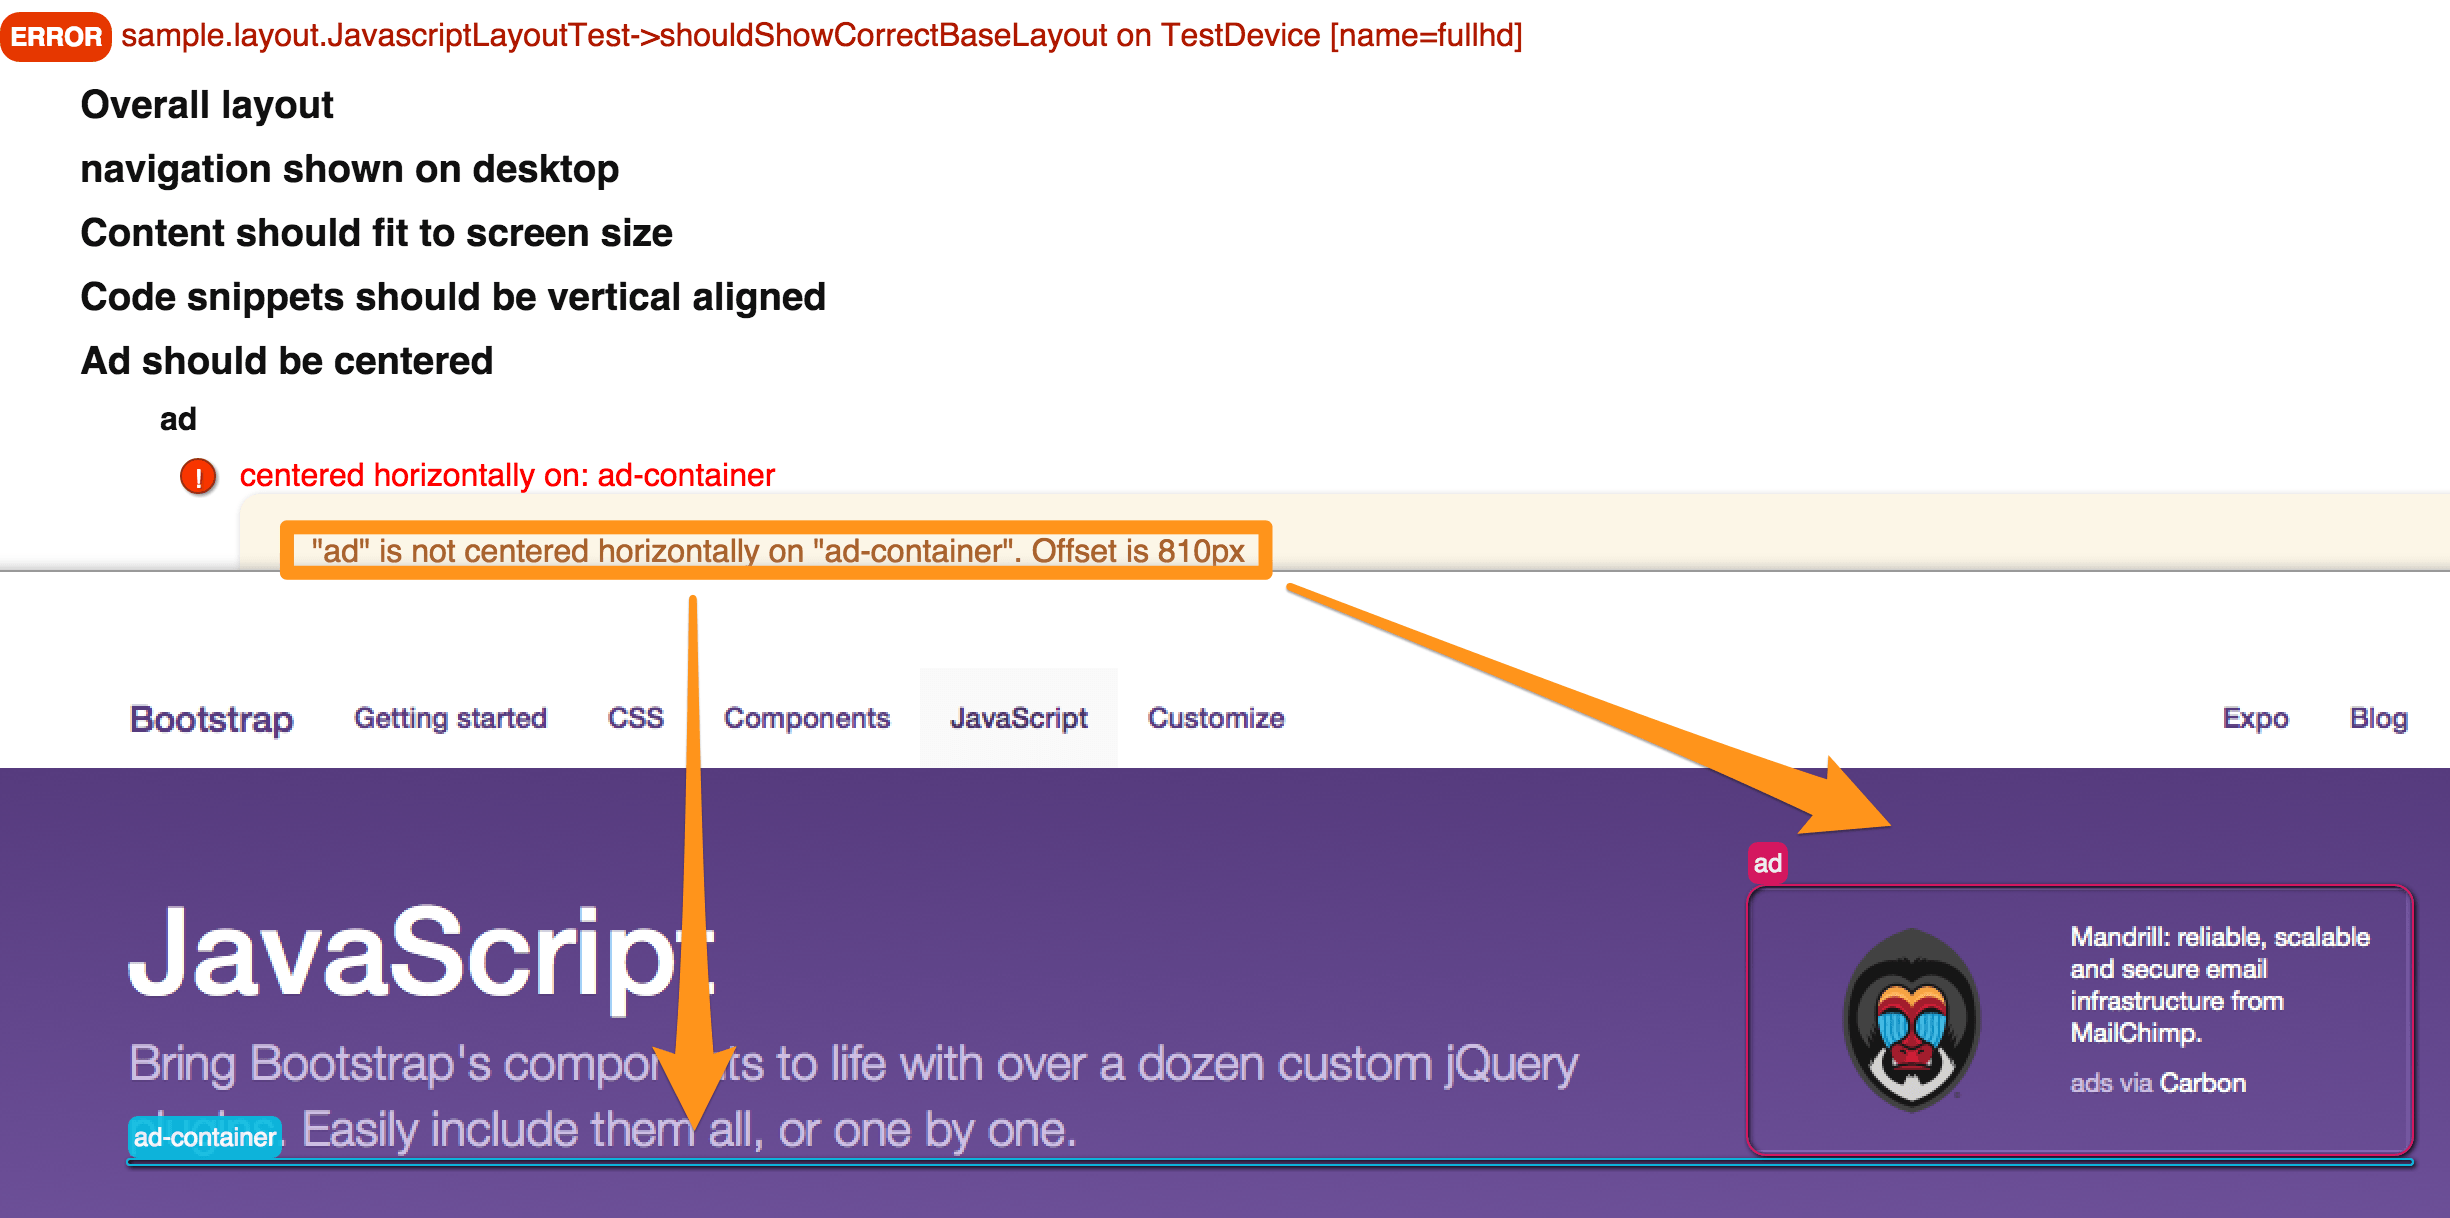 ERROR sample.layout.JavascriptLayoutTest->shouldShowCorrectBaseLayout on TestDevice [name=fullhd]
Overall layout
navigation shown on desktop
Content should fit to screen size
Code snippets should be vertical aligned
Ad should be centered
ad
! centered horizontally on: ad-container
"ad" is not centered horizontally on "ad-container". Offset is 810px
Bootstrap Getting started CSS Components JavaScript Customize Expo Blog
ad
JavaScript
Bring Bootstrap's components to life with over a dozen custom jQuery
plugins. Easily include them all, or one by one.
ad-container
Mandrill: reliable, scalable
and secure email
infrastructure from
MailChimp.
ads via Carbon